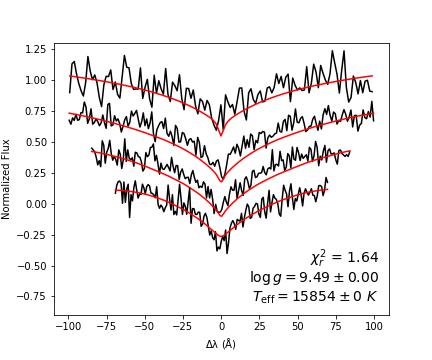 1.25
1.00
0.75
0.50
0.25
0.00
−0.25
−0.50
−0.75
Normalized Flux
χ²ᵣ = 1.64
log g = 9.49 ± 0.00
T_eff = 15854 ± 0 K
−100 −75 −50 −25 0 25 50 75 100
Δλ (Å)